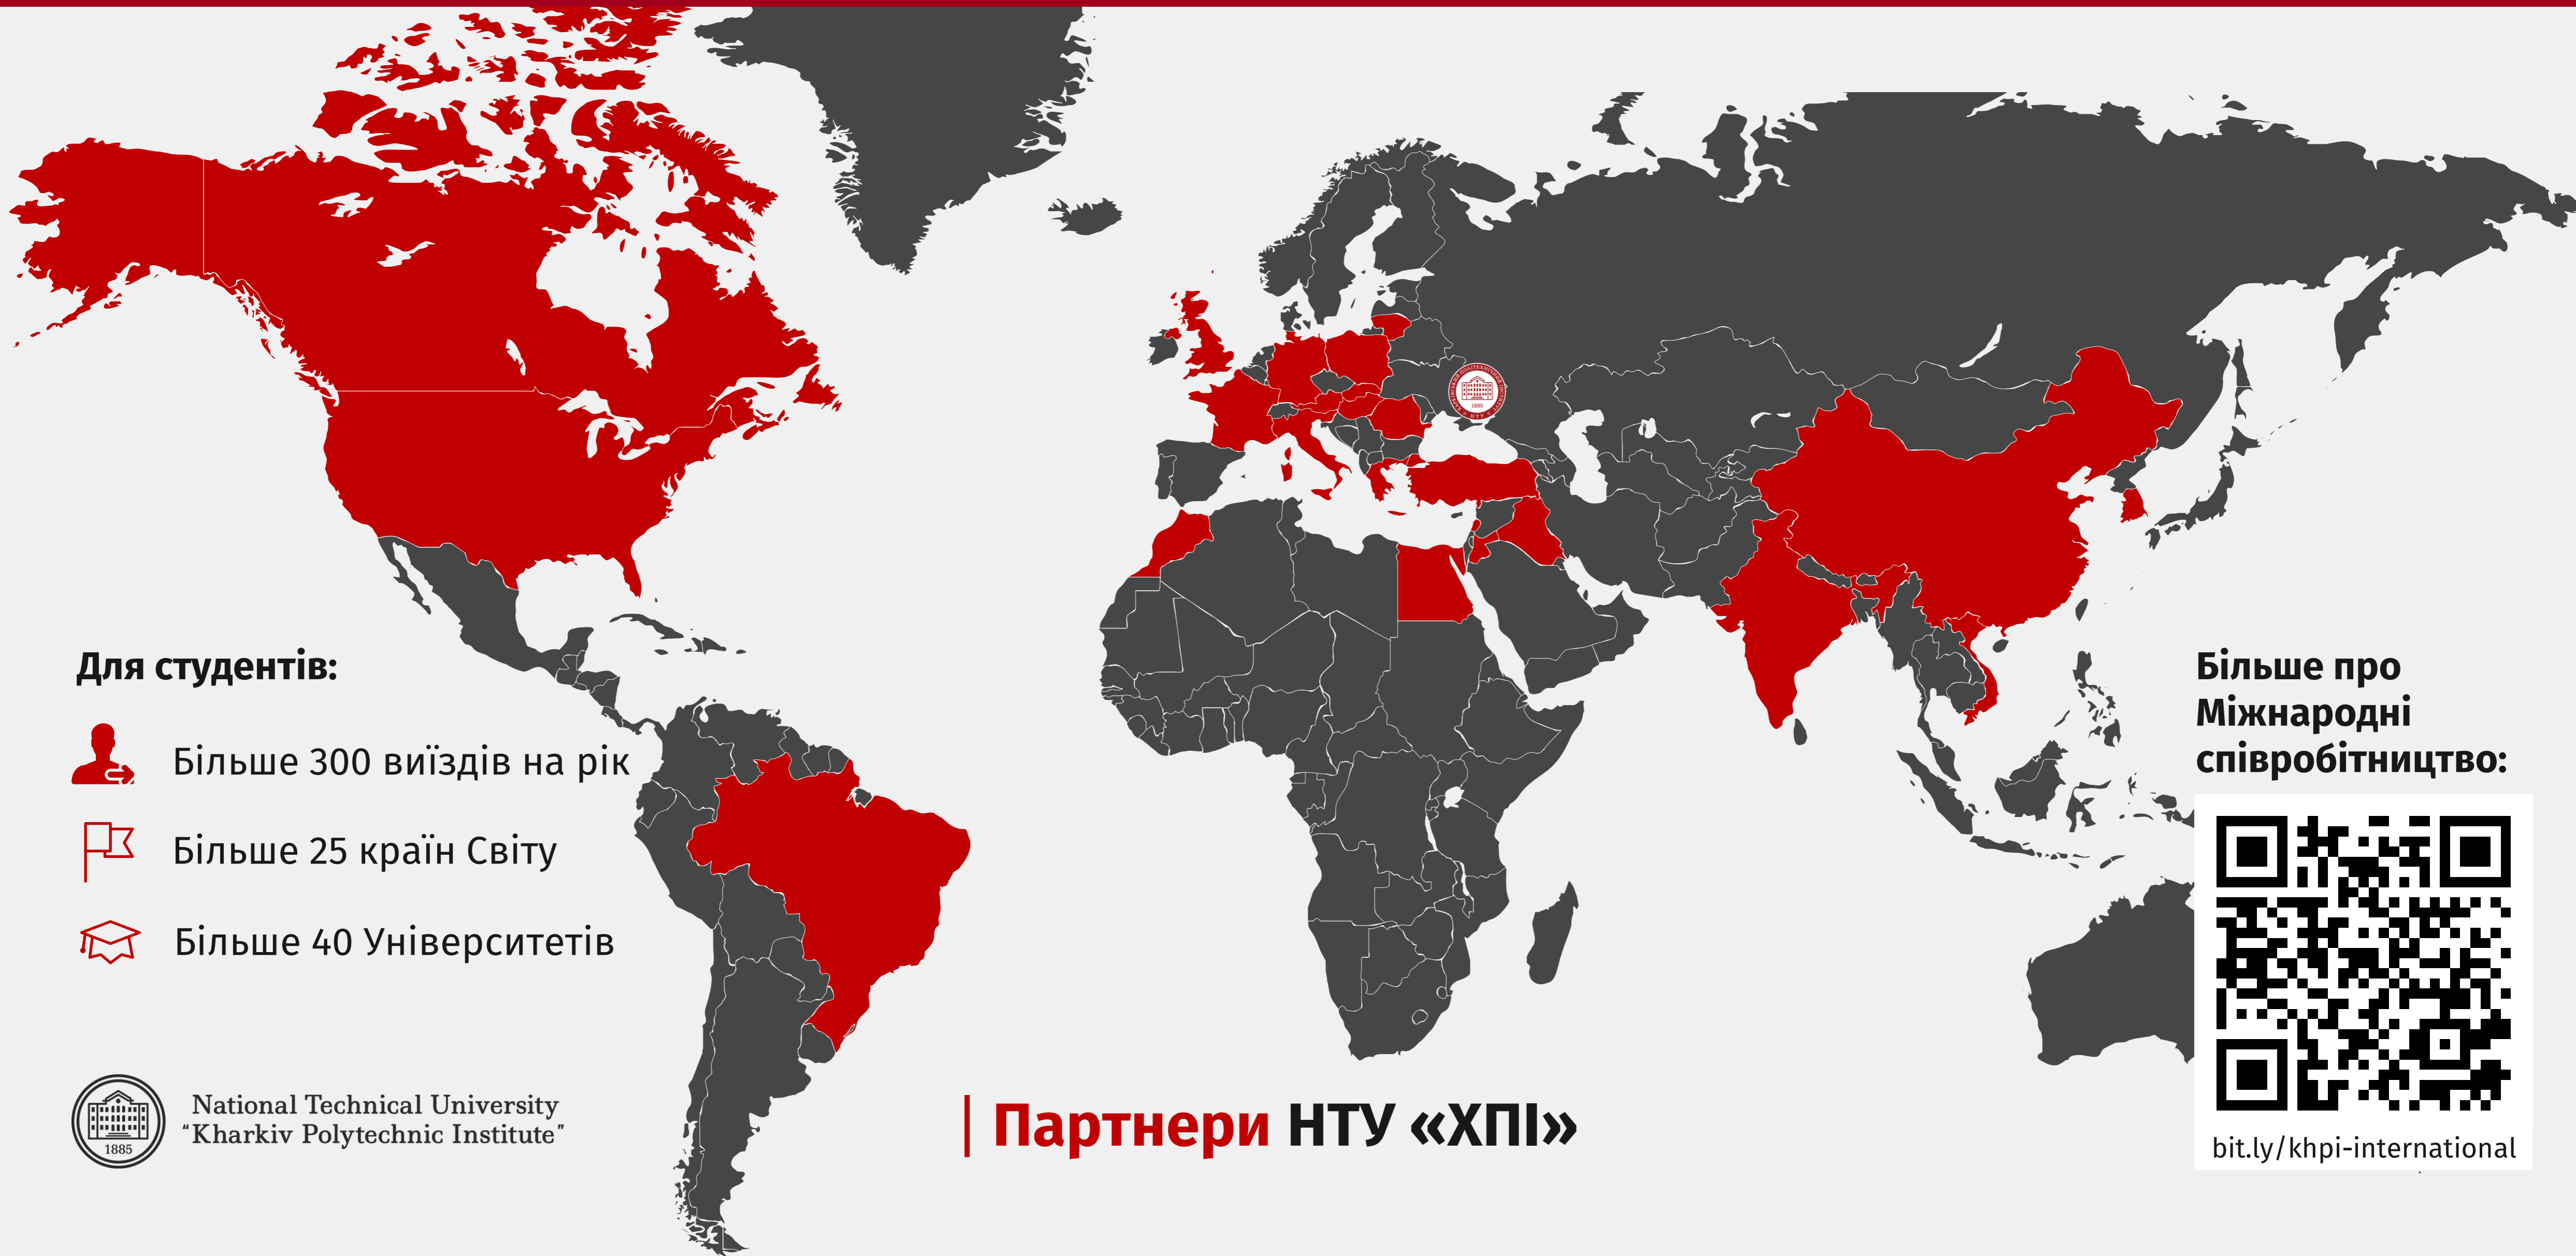 Для студентів:
Більше 300 виїздів на рік
Більше 25 країн Світу
Більше 40 Університетів
National Technical University
“Kharkiv Polytechnic Institute”
1885
Партнери НТУ «ХПІ»
1885
Більше про
Міжнародні
співробітництво:
bit.ly/khpi-international